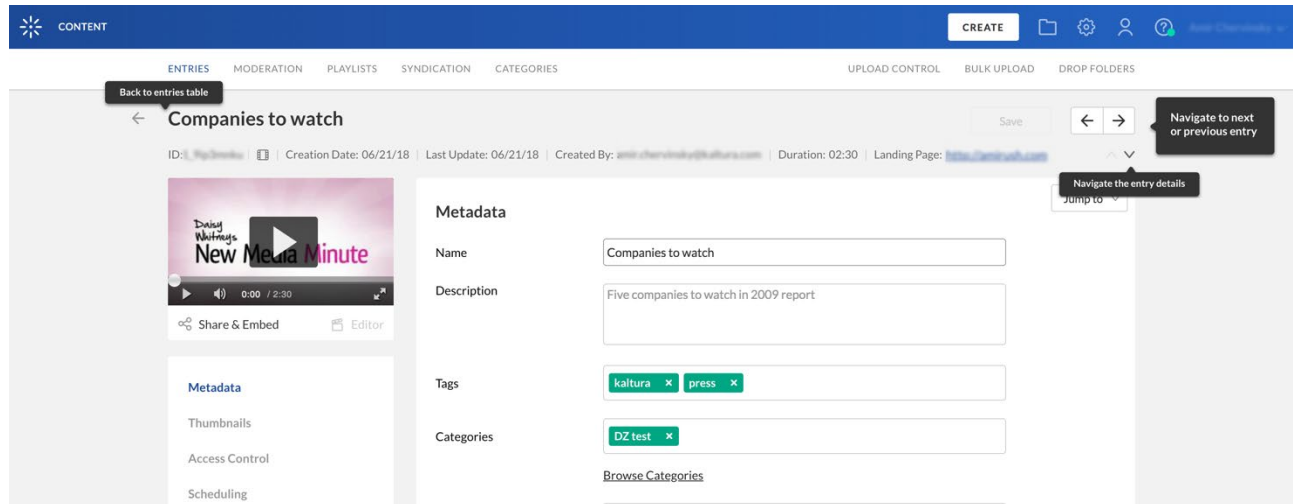 CONTENT CREATE
ENTRIES MODERATION PLAYLISTS SYNDICATION CATEGORIES UPLOAD CONTROL BULK UPLOAD DROP FOLDERS
Back to entries table
Companies to watch Save
Navigate to next
or previous entry
ID: Creation Date: 06/21/18 Last Update: 06/21/18 Created By: Duration: 02:30 Landing Page:
Navigate the entry details
Jump to
Daisy
Whitneys
New Media Minute
0:00 / 2:30
Share & Embed Editor
Metadata
Thumbnails
Access Control
Scheduling
Metadata
Name Companies to watch
Description Five companies to watch in 2009 report
Tags kaltura × press ×
Categories DZ test ×
Browse Categories